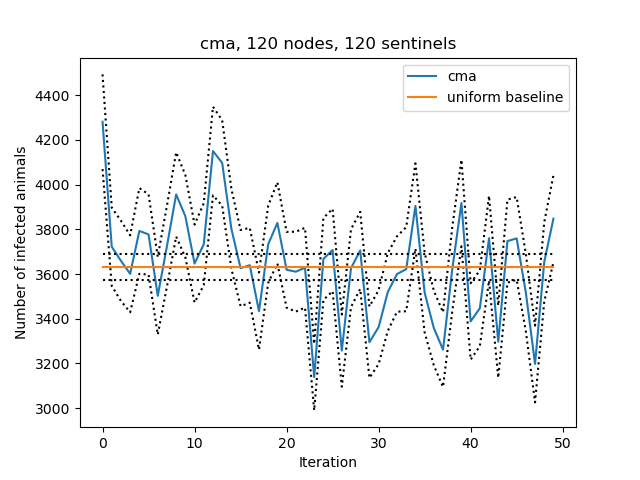 cma, 120 nodes, 120 sentinels
cma
uniform baseline
Number of infected animals
4400
4200
4000
3800
3600
3400
3200
3000
0 10 20 30 40 50
Iteration